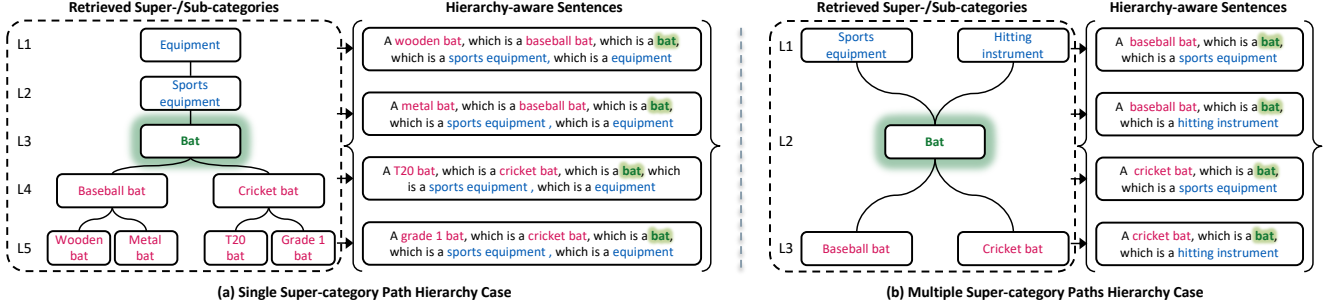 Retrieved Super-/Sub-categories
Hierarchy-aware Sentences
L1
Equipment
L2
Sports
equipment
L3
Bat
L4
Baseball bat
Cricket bat
L5
Wooden
bat
Metal
bat
T20
bat
Grade 1
bat
A wooden bat, which is a baseball bat, which is a bat,
which is a sports equipment, which is a equipment
A metal bat, which is a baseball bat, which is a bat,
which is a sports equipment , which is a equipment
A T20 bat, which is a cricket bat, which is a bat, which
is a sports equipment , which is a equipment
A grade 1 bat, which is a cricket bat, which is a bat,
which is a sports equipment , which is a equipment
(a) Single Super-category Paths Hierarchy Case
Retrieved Super-/Sub-categories
Hierarchy-aware Sentences
L1
Sports
equipment
Hitting
instrument
L2
Bat
L3
Baseball bat
Cricket bat
A baseball bat, which is a bat,
which is a sports equipment
A baseball bat, which is a bat,
which is a hitting instrument
A cricket bat, which is a bat,
which is a sports equipment
A cricket bat, which is a bat,
which is a hitting instrument
(b) Multiple Super-category Paths Hierarchy Case